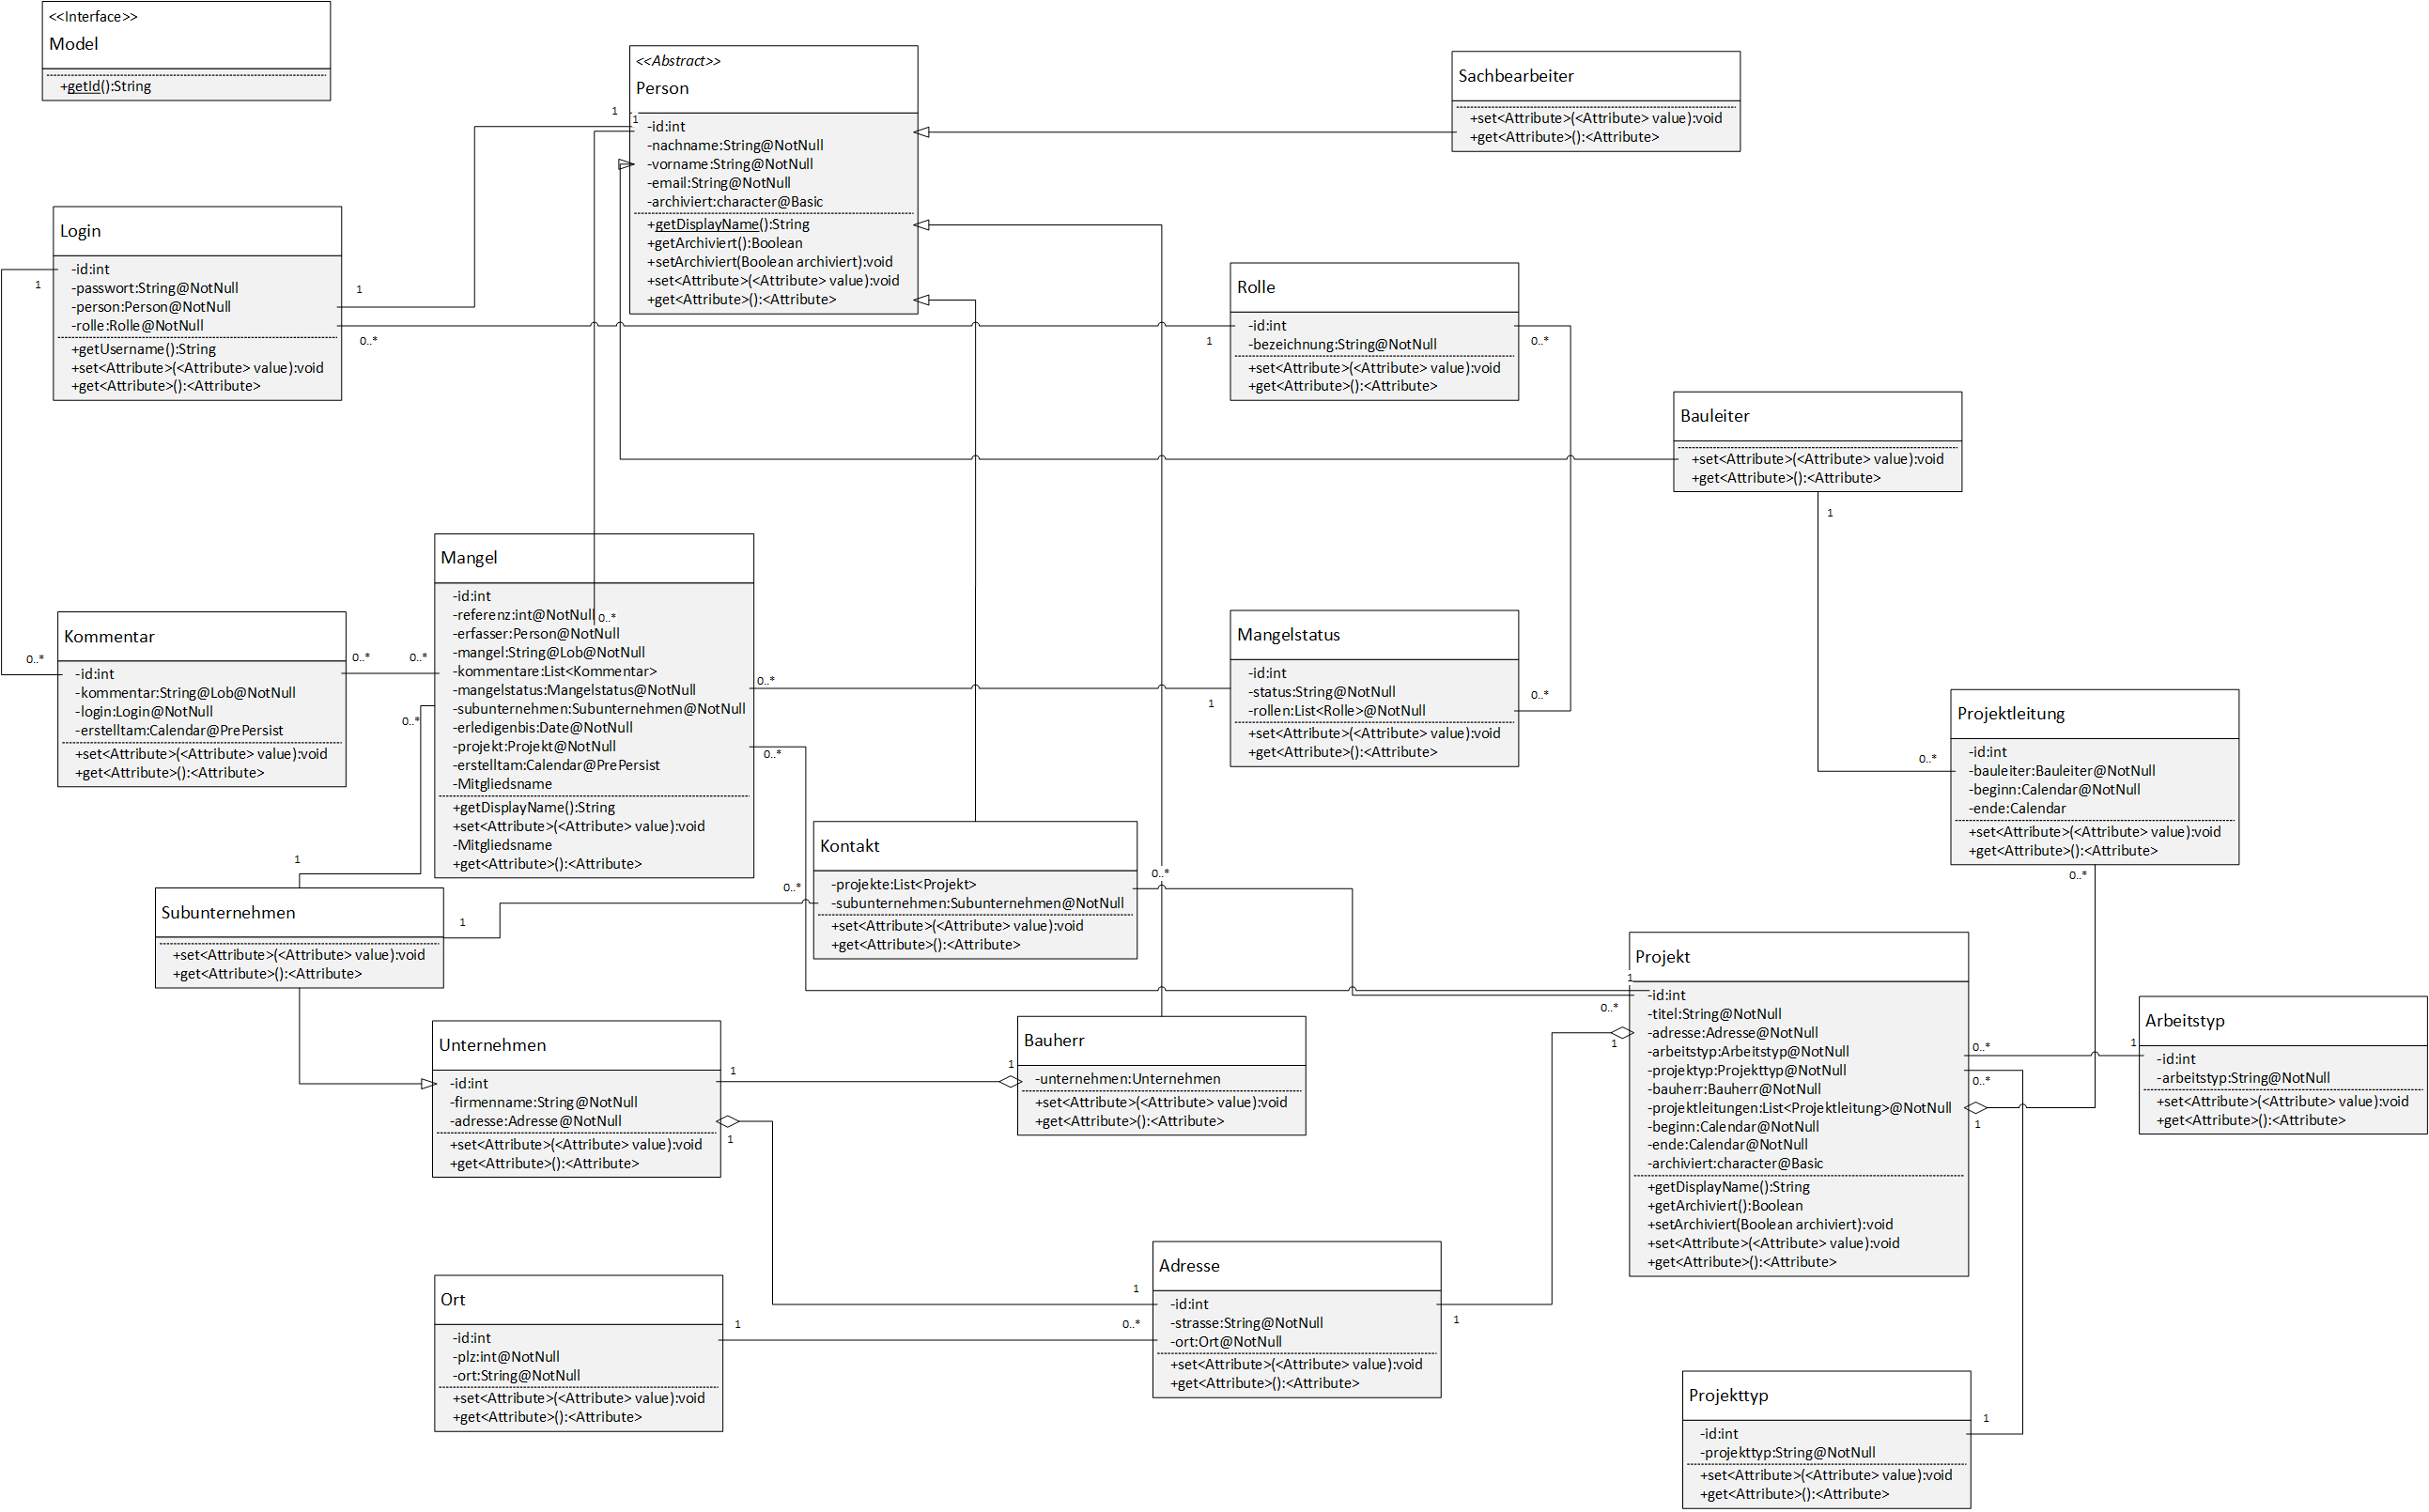 <<Interface>>
Model
+getId():String
<<Abstract>>
Person
-id:int
-nachname:String@NotNull
-vorname:String@NotNull
-email:String@NotNull
-archiviert:character@Basic
+getDisplayName():String
+getArchiviert():Boolean
+setArchiviert(Boolean archiviert):void
+set<Attribute>(<Attribute> value):void
+get<Attribute>():<Attribute>
1
1
Sachbearbeiter
+set<Attribute>(<Attribute> value):void
+get<Attribute>():<Attribute>
Login
-id:int
-passwort:String@NotNull
-person:Person@NotNull
-rolle:Rolle@NotNull
+getUsername():String
+set<Attribute>(<Attribute> value):void
+get<Attribute>():<Attribute>
1
1
0..*
Rolle
-id:int
-bezeichnung:String@NotNull
+set<Attribute>(<Attribute> value):void
+get<Attribute>():<Attribute>
1
0..*
Bauleiter
+set<Attribute>(<Attribute> value):void
+get<Attribute>():<Attribute>
1
Mangel
-id:int
-referenz:int@NotNull
-erfasser:Person@NotNull
-mangel:String@Lob@NotNull
-kommentare:List<Kommentar>
-mangelstatus:Mangelstatus@NotNull
-subunternehmen:Subunternehmen@NotNull
-erledigenbis:Date@NotNull
-projekt:Projekt@NotNull
-erstelltam:Calendar@PrePersist
-Mitgliedsname
+getDisplayName():String
+set<Attribute>(<Attribute> value):void
-Mitgliedsname
+get<Attribute>():<Attribute>
0..*
0..*
0..*
0..*
0..*
Kommentar
-id:int
-kommentar:String@Lob@NotNull
-login:Login@NotNull
-erstelltam:Calendar@PrePersist
+set<Attribute>(<Attribute> value):void
+get<Attribute>():<Attribute>
0..*
0..*
Mangelstatus
-id:int
-status:String@NotNull
-rollen:List<Rolle>@NotNull
+set<Attribute>(<Attribute> value):void
+get<Attribute>():<Attribute>
1
0..*
Projektleitung
-id:int
-bauleiter:Bauleiter@NotNull
-beginn:Calendar@NotNull
-ende:Calendar
+set<Attribute>(<Attribute> value):void
+get<Attribute>():<Attribute>
0..*
0..*
Kontakt
-projekte:List<Projekt>
-subunternehmen:Subunternehmen@NotNull
+set<Attribute>(<Attribute> value):void
+get<Attribute>():<Attribute>
0..*
0..*
Subunternehmen
+set<Attribute>(<Attribute> value):void
+get<Attribute>():<Attribute>
1
1
Projekt
-id:int
-titel:String@NotNull
-adresse:Adresse@NotNull
-arbeitstyp:Arbeitstyp@NotNull
-projektyp:Projekttyp@NotNull
-bauherr:Bauherr@NotNull
-projektleitungen:List<Projektleitung>@NotNull
-beginn:Calendar@NotNull
-ende:Calendar@NotNull
-archiviert:character@Basic
+getDisplayName():String
+getArchiviert():Boolean
+setArchiviert(Boolean archiviert):void
+set<Attribute>(<Attribute> value):void
+get<Attribute>():<Attribute>
1
0..*
1
0..*
0..*
1
Arbeitstyp
-id:int
-arbeitstyp:String@NotNull
+set<Attribute>(<Attribute> value):void
+get<Attribute>():<Attribute>
1
Unternehmen
-id:int
-firmenname:String@NotNull
-adresse:Adresse@NotNull
+set<Attribute>(<Attribute> value):void
+get<Attribute>():<Attribute>
1
1
Bauherr
-unternehmen:Unternehmen
+set<Attribute>(<Attribute> value):void
+get<Attribute>():<Attribute>
1
Adresse
-id:int
-strasse:String@NotNull
-ort:Ort@NotNull
+set<Attribute>(<Attribute> value):void
+get<Attribute>():<Attribute>
1
0..*
1
Ort
-id:int
-plz:int@NotNull
-ort:String@NotNull
+set<Attribute>(<Attribute> value):void
+get<Attribute>():<Attribute>
1
Projekttyp
-id:int
-projekttyp:String@NotNull
+set<Attribute>(<Attribute> value):void
+get<Attribute>():<Attribute>
1